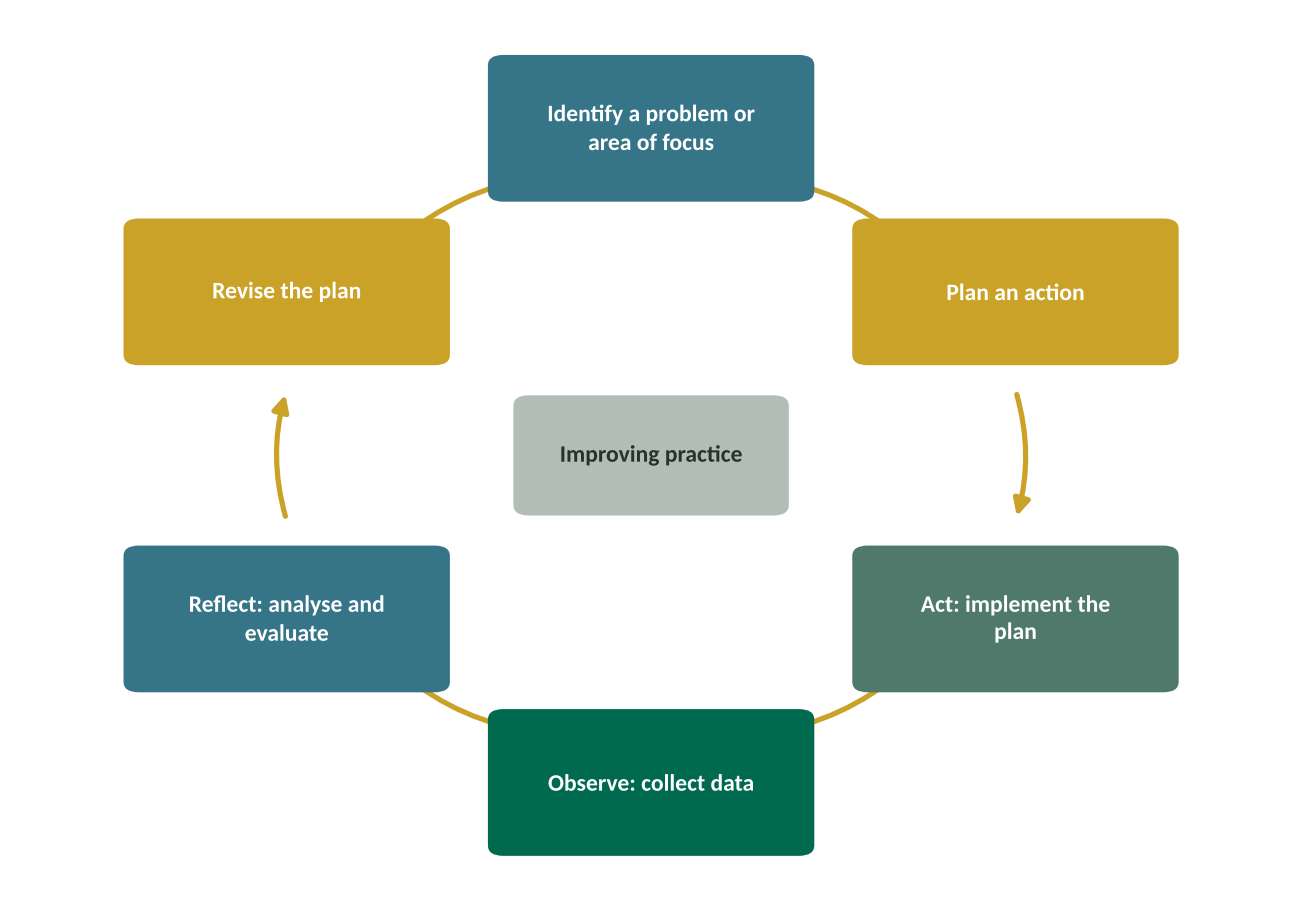 Identify a problem or
area of focus
Revise the plan
Plan an action
Improving practice
Reflect: analyse and
evaluate
Act: implement the
plan
Observe: collect data